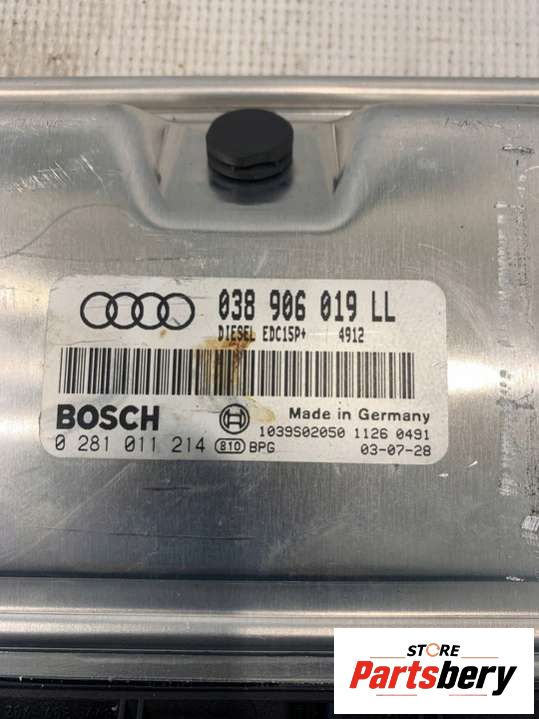 038 906 019 LL
DIESEL EDC15P+ 4912
BOSCH
Made in Germany
1039S02050 1126 0491
0 281 011 214 810 BPG 03-07-28
STORE
Partsbery